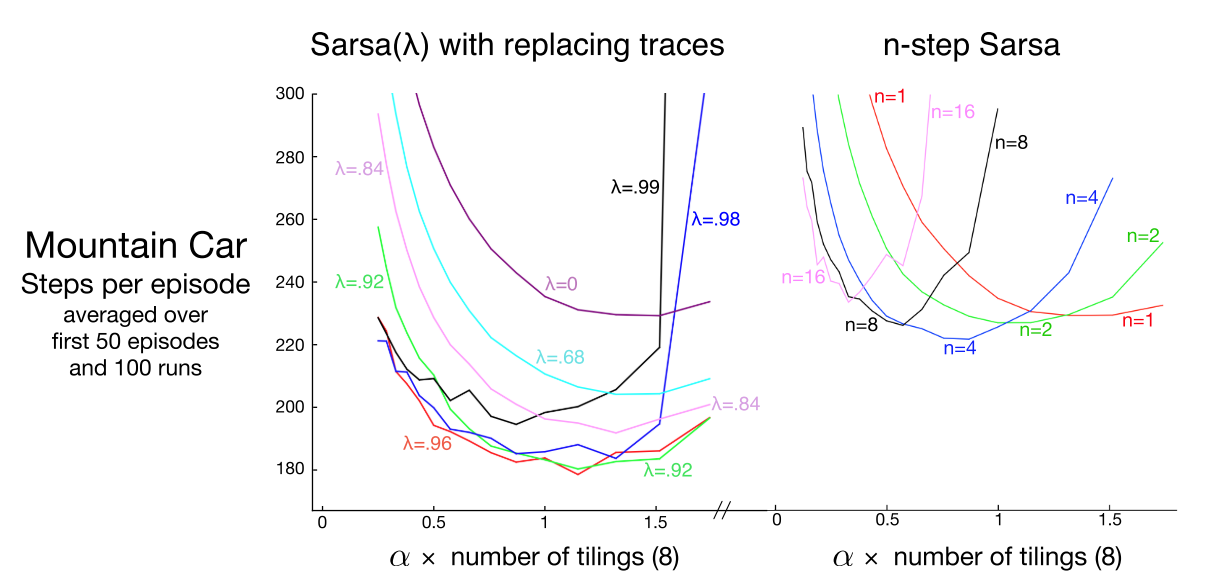 Sarsa(λ) with replacing traces
n-step Sarsa
Mountain Car
Steps per episode
averaged over
first 50 episodes
and 100 runs
300
280
260
240
220
200
180
λ=.84
λ=.92
λ=.96
λ=0
λ=.68
λ=.99
λ=.98
λ=.84
λ=.92
0
0.5
1
1.5
α × number of tilings (8)
n=1
n=16
n=8
n=4
n=2
n=16
n=8
n=4
n=2
n=1
0
0.5
1
1.5
α × number of tilings (8)